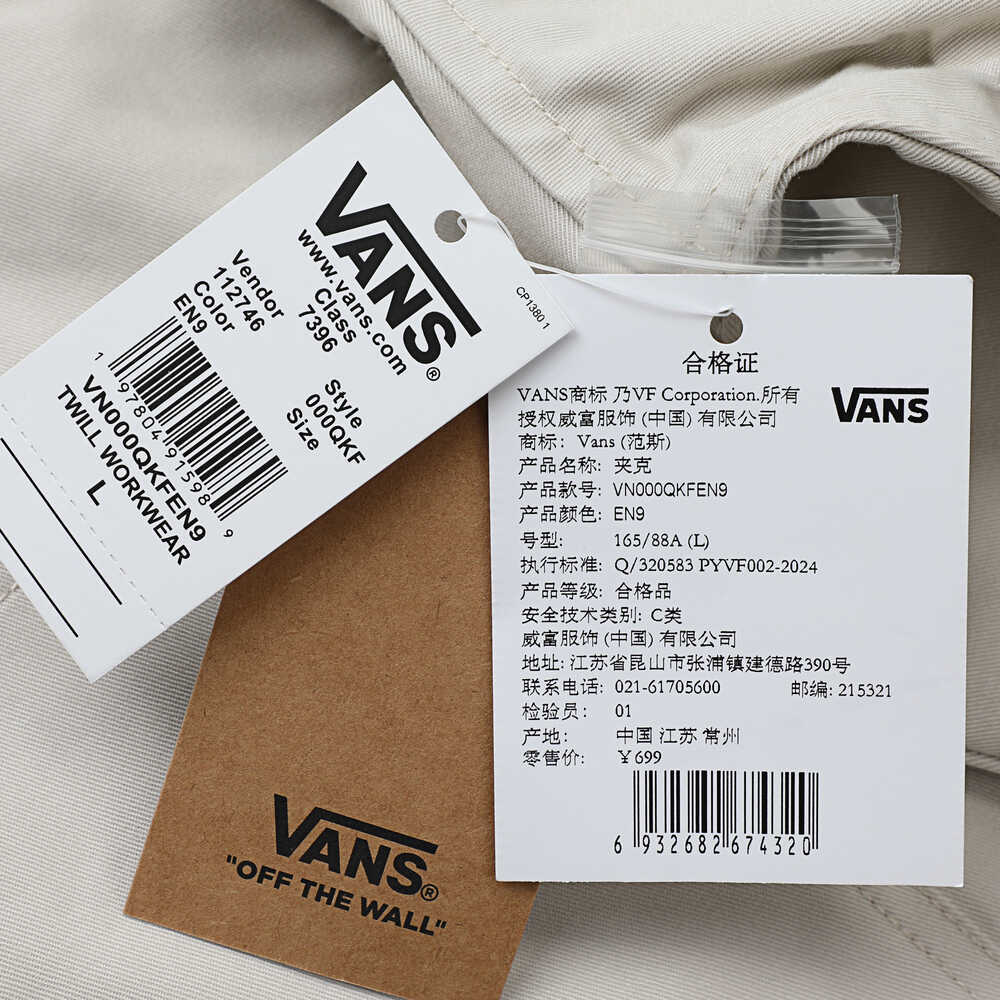 VANS®
www.vans.com
Class
7396
Vendor
112746
Color
EN9
Style
000QKF
Size
CP1380 1
1 97804 91598 9
VN000QKFEN9
TWILL WORKWEAR
L
VANS®
"OFF THE WALL"
合格证
VANS
VANS商标 乃VF Corporation.所有
授权威富服饰 (中国) 有限公司
商标: Vans (范斯)
产品名称: 夹克
产品款号: VN000QKFEN9
产品颜色: EN9
号型: 165/88A (L)
执行标准: Q/320583 PYVF002-2024
产品等级: 合格品
安全技术类别: C类
威富服饰 (中国) 有限公司
地址: 江苏省昆山市张浦镇建德路390号
联系电话: 021-61705600 邮编: 215321
检验员: 01
产地: 中国 江苏 常州
零售价: ¥699
6 932682 674320